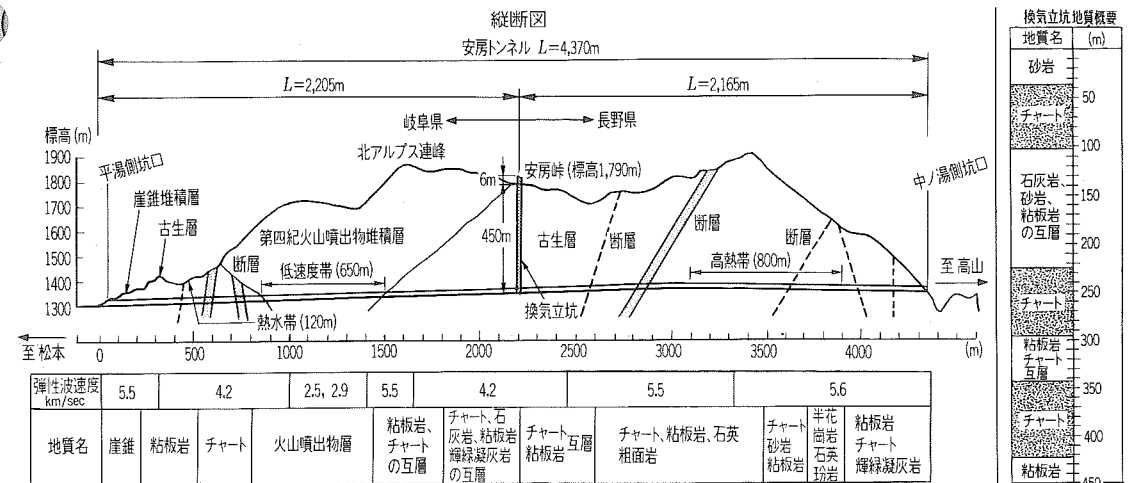 縦断図
安房トンネル L=4,370m
L=2,205m
L=2,165m
岐阜県
長野県
標高(m)
1900
1800
1700
1600
1500
1400
1300
平湯側坑口
崖錐堆積層
古生層
北アルプス連峰
6m
安房峠(標高1,790m)
中ノ湯側坑口
第四紀火山噴出物堆積層
450m
古生層
断層
断層
断層
断層
低速度帯(650m)
高熱帯(800m)
至高山
熱水帯(120m)
換気立坑
至松本
0
500
1000
1500
2000
2500
3000
3500
4000
(m)
弾性波速度
km/sec
5.5
4.2
2.5, 2.9
5.5
4.2
5.5
5.6
地質名
崖錐
粘板岩
チャート
火山噴出物層
粘板岩、
チャート
の互層
チャート、石
灰岩、粘板岩
輝緑凝灰岩
の互層
チャート
粘板岩
互層
チャート、粘板岩、石英
粗面岩
チャート
砂岩
粘板岩
半花
崗岩
石英
玢岩
粘板岩
チャート
輝緑凝灰岩
換気立坑地質概要
地質名
(m)
砂岩
チャート
石灰岩、
砂岩、
粘板岩
の互層
チャート
粘板岩
チャート
互層
チャート
粘板岩
50
100
150
200
250
300
350
400
450